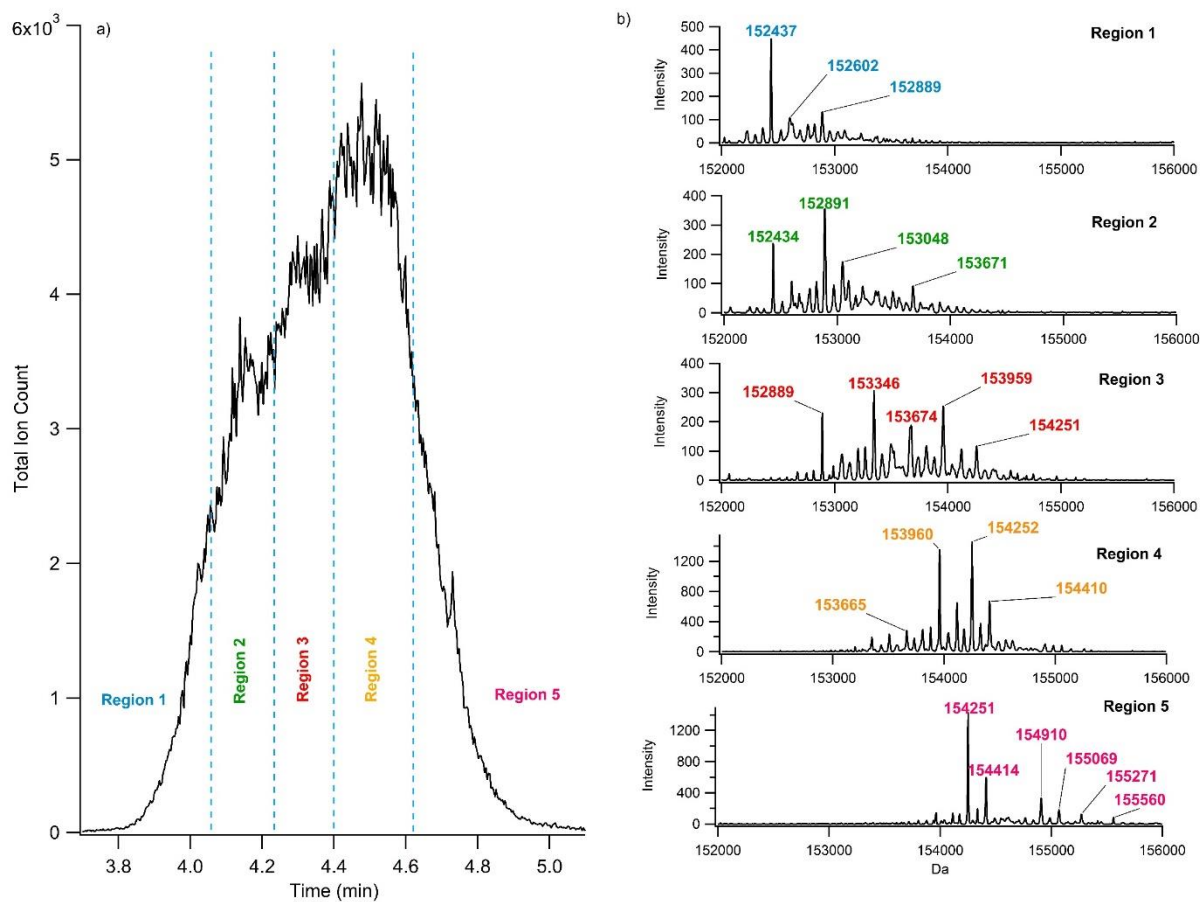 a)
6x10³
5
4
3
2
1
0
Total Ion Count
3.8 4.0 4.2 4.4 4.6 4.8 5.0
Time (min)
Region 1
Region 2
Region 3
Region 4
Region 5
b)
Region 1
152437
152602
152889
Intensity
500
400
300
200
100
0
152000 153000 154000 155000 156000
Region 2
152891
152434
153048
153671
Intensity
400
300
200
100
0
152000 153000 154000 155000 156000
Region 3
152889
153346
153674
153959
154251
Intensity
400
300
200
100
0
152000 153000 154000 155000 156000
Region 4
153960
154252
153665
154410
Intensity
1200
800
400
0
152000 153000 154000 155000 156000
Region 5
154251
154414
154910
155069
155271
155560
Intensity
1200
800
400
0
152000 153000 154000 155000 156000
Da